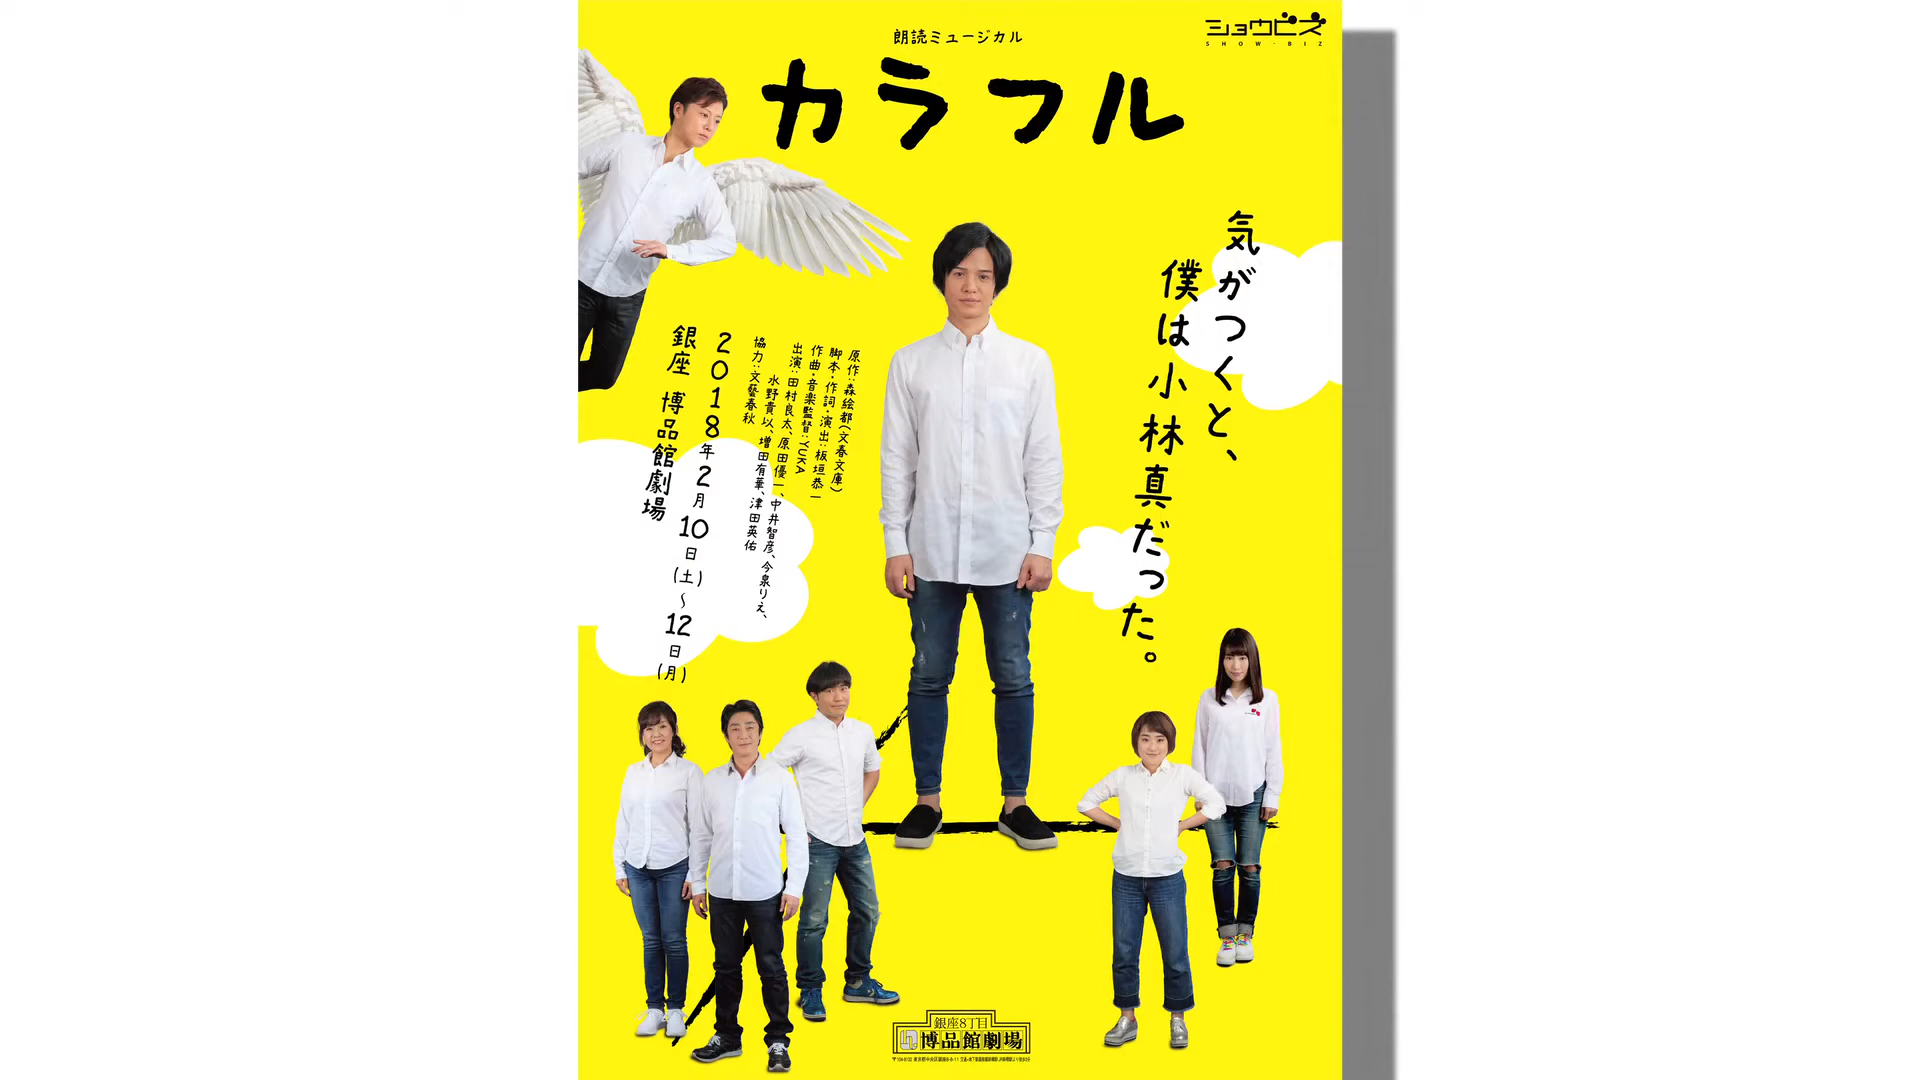 朗読ミュージカル
ショウビズ
SHOW-BIZ
カラフル
気がつくと、
僕は小林真だった。
原作:森絵都(文春文庫)
脚本・作詞・演出:板垣恭一
作曲・音楽監督:YUKA
出演:田村良太、原田優一、中井智彦、今泉りえ、
水野貴以、増田有華、津田英佑
協力:文藝春秋
2018年2月10日(土)~12日(月)
銀座 博品館劇場
銀座8丁目
博品館劇場